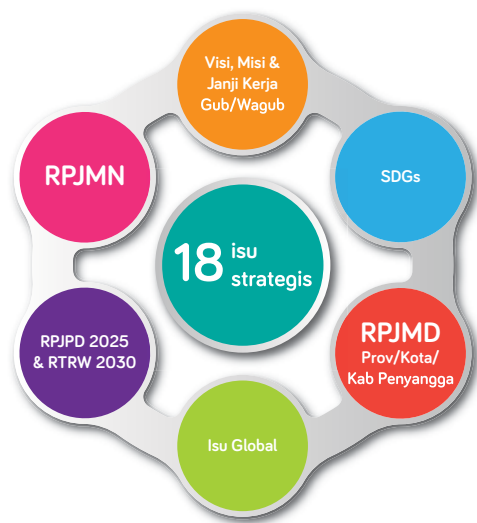 Visi, Misi &
Janji Kerja
Gub/Wagub
RPJMN
SDGs
18 isu
strategis
RPJPD 2025
& RTRW 2030
RPJMD
Prov/Kota/
Kab Penyangga
Isu Global